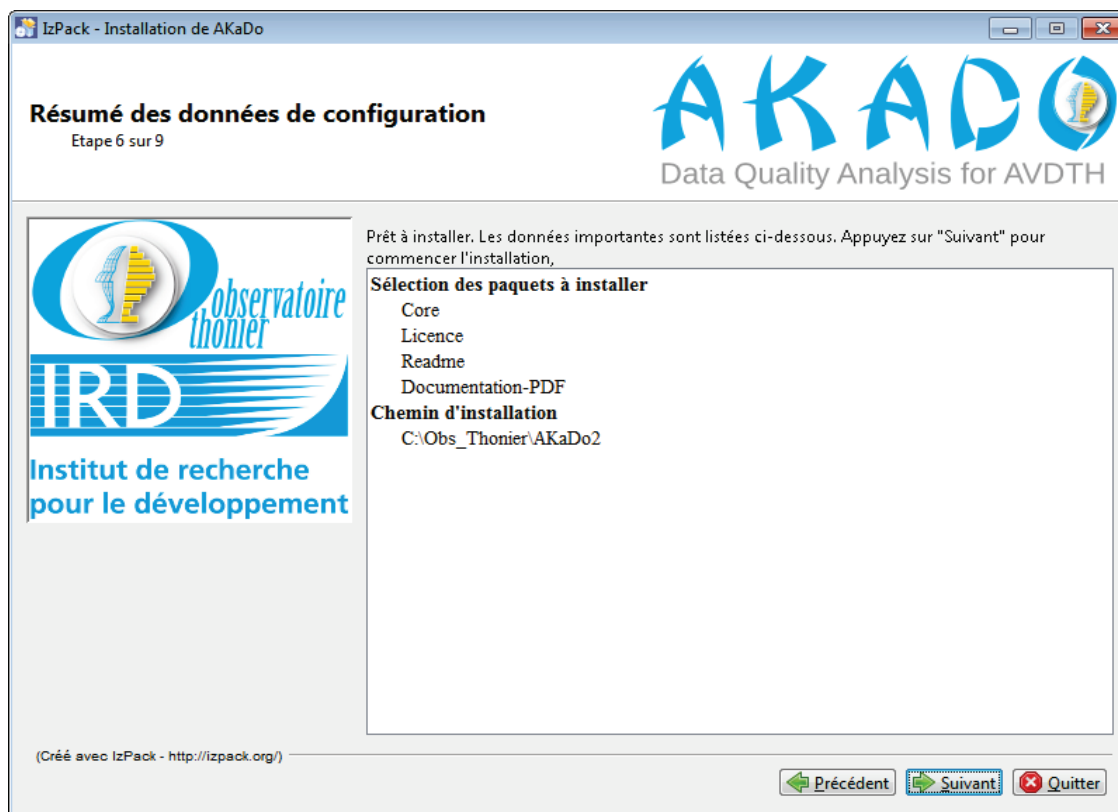 IzPack - Installation de AKaDo
AKADO
Résumé des données de configuration
Etape 6 sur 9
Data Quality Analysis for AVDTH
observatoire
thonier
IRD
Institut de recherche
pour le développement
Prêt à installer. Les données importantes sont listées ci-dessous. Appuyez sur "Suivant" pour
commencer l'installation,
Sélection des paquets à installer
Core
Licence
Readme
Documentation-PDF
Chemin d'installation
C:\Obs_Thonier\AKaDo2
(Créé avec IzPack - http://izpack.org/)
Précédent
Suivant
Quitter